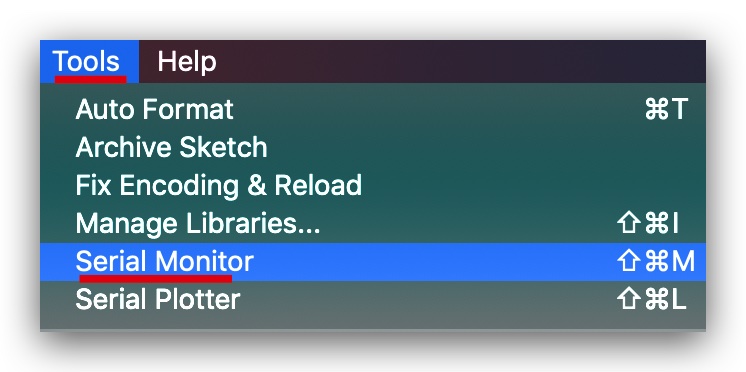 Tools Help
Auto Format ⌘T
Archive Sketch
Fix Encoding & Reload
Manage Libraries... ⇧⌘I
Serial Monitor ⇧⌘M
Serial Plotter ⇧⌘L